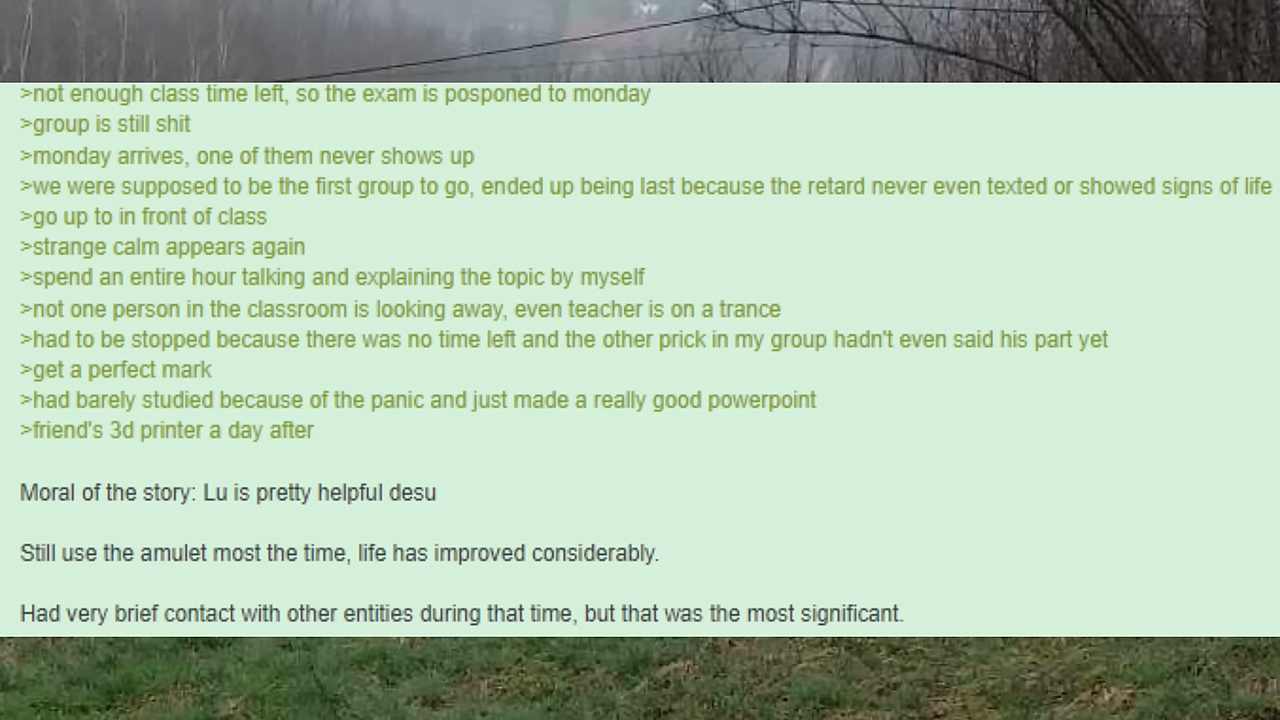 >not enough class time left, so the exam is posponed to monday
>group is still shit
>monday arrives, one of them never shows up
>we were supposed to be the first group to go, ended up being last because the retard never even texted or showed signs of life
>go up to in front of class
>strange calm appears again
>spend an entire hour talking and explaining the topic by myself
>not one person in the classroom is looking away, even teacher is on a trance
>had to be stopped because there was no time left and the other prick in my group hadn't even said his part yet
>get a perfect mark
>had barely studied because of the panic and just made a really good powerpoint
>friend's 3d printer a day after
Moral of the story: Lu is pretty helpful desu
Still use the amulet most the time, life has improved considerably.
Had very brief contact with other entities during that time, but that was the most significant.